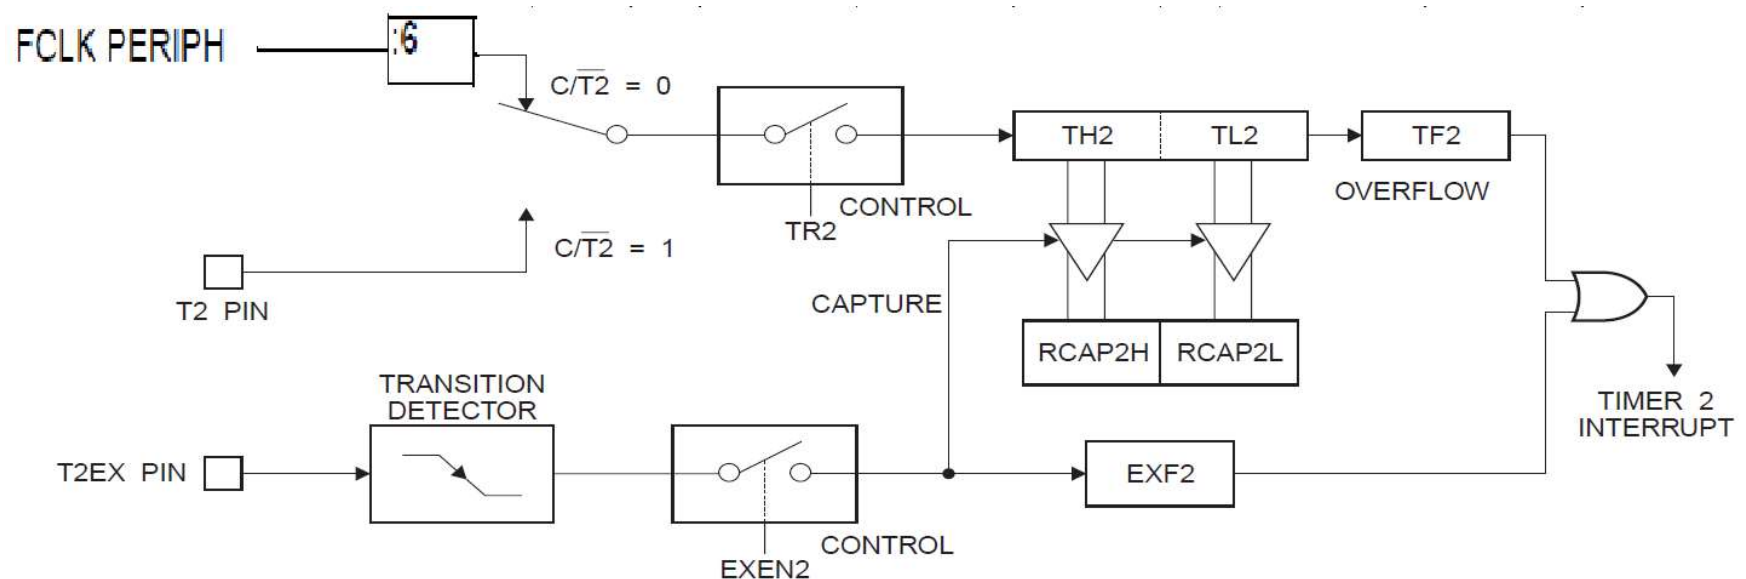 FCLK PERIPH
:6
C/T2 = 0
TH2
TL2
TF2
OVERFLOW
CONTROL
TR2
C/T2 = 1
T2 PIN
CAPTURE
RCAP2H
RCAP2L
TRANSITION
DETECTOR
TIMER 2
INTERRUPT
T2EX PIN
EXF2
CONTROL
EXEN2